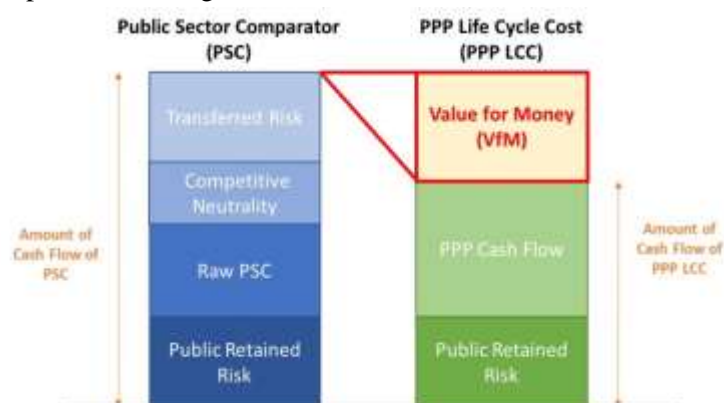 Public Sector Comparator
(PSC)
PPP Life Cycle Cost
(PPP LCC)
Transferred Risk
Competitive
Neutrality
Raw PSC
Public Retained
Risk
Value for Money
(VfM)
PPP Cash Flow
Public Retained
Risk
Amount of
Cash Flow of
PSC
Amount of
Cash Flow of
PPP LCC